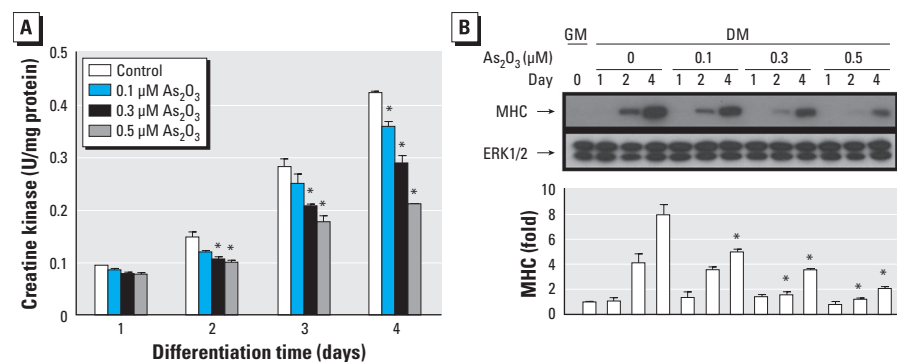 A
Creatine kinase (U/mg protein)
0.5
0.4
0.3
0.2
0.1
0
Control
0.1 μM As₂O₃
0.3 μM As₂O₃
0.5 μM As₂O₃
* *
* *
* * *
1 2 3 4
Differentiation time (days)
B
GM DM
As₂O₃ (μM) 0 0.1 0.3 0.5
Day 0 1 2 4 1 2 4 1 2 4 1 2 4
MHC →
ERK1/2 →
MHC (fold)
10
8
6
4
2
0
* * * * *